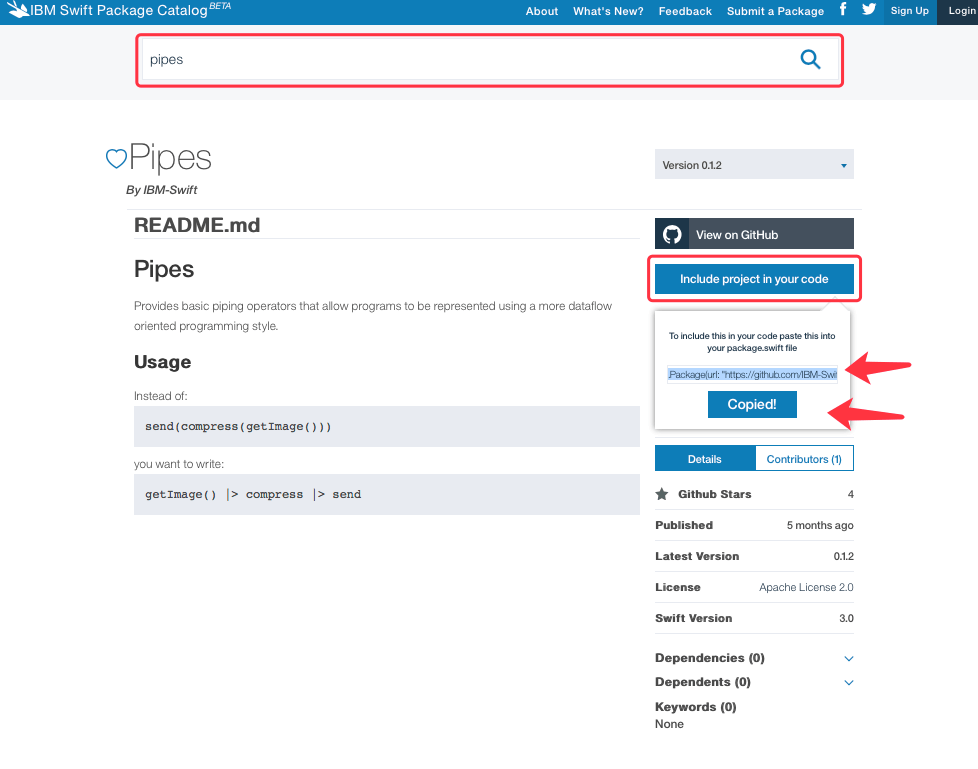 IBM Swift Package Catalog BETA
About What's New? Feedback Submit a Package f Sign Up Login
pipes
Pipes
By IBM-Swift
Version 0.1.2
README.md
View on GitHub
Include project in your code
Pipes
Provides basic piping operators that allow programs to be represented using a more dataflow
oriented programming style.
To include this in your code paste this into
your package.swift file
.Package(url: "https://github.com/IBM-Swif
Copied!
Usage
Instead of:
send(compress(getImage()))
you want to write:
getImage() |> compress |> send
Details Contributors (1)
Github Stars 4
Published 5 months ago
Latest Version 0.1.2
License Apache License 2.0
Swift Version 3.0
Dependencies (0)
Dependents (0)
Keywords (0)
None